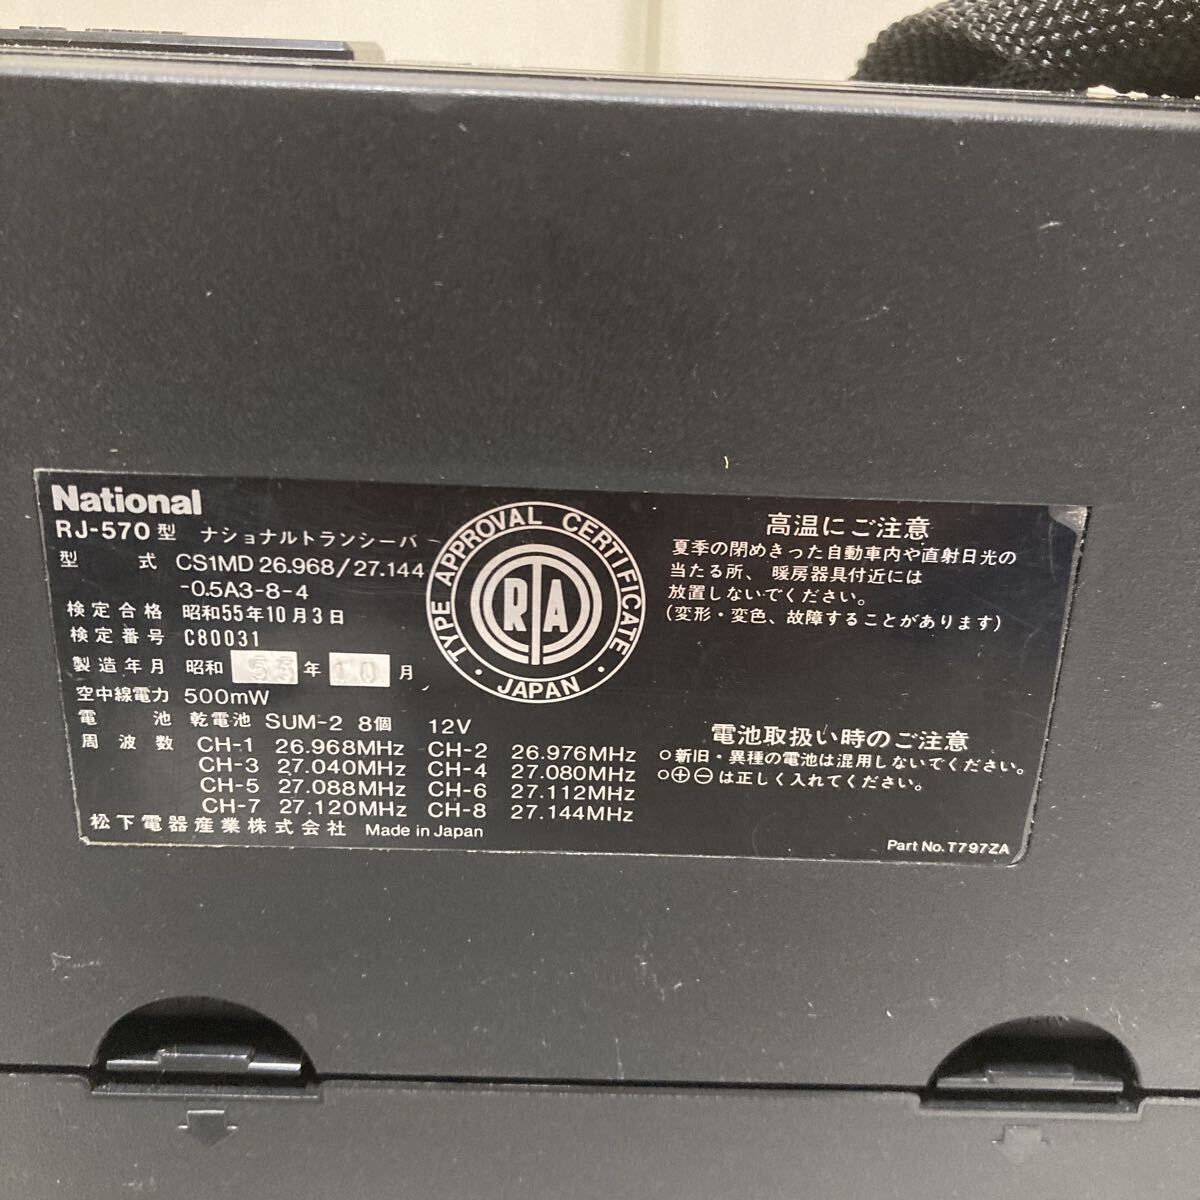 National
RJ-570型 ナショナルトランシーバー
型 式 CS1MD 26.968/27.144
-0.5A3-8-4
検定合格 昭和55年10月3日
検定番号 C80031
製造年月 昭和 55年 10月
空中線電力 500mW
電 池 乾電池 SUM-2 8個 12V
周波数 CH-1 26.968MHz CH-2 26.976MHz
CH-3 27.040MHz CH-4 27.080MHz
CH-5 27.088MHz CH-6 27.112MHz
CH-7 27.120MHz CH-8 27.144MHz
松下電器産業株式会社 Made in Japan
・TYPE APPROVAL CERTIFICATE・
RTA
JAPAN
高温にご注意
夏季の閉めきった自動車内や直射日光の
当たる所、暖房器具付近には
放置しないでください。
(変形・変色、故障することがあります)
電池取扱い時のご注意
○新旧・異種の電池は混用しないでください。
○⊕⊖は正しく入れてください。
Part No. T797ZA